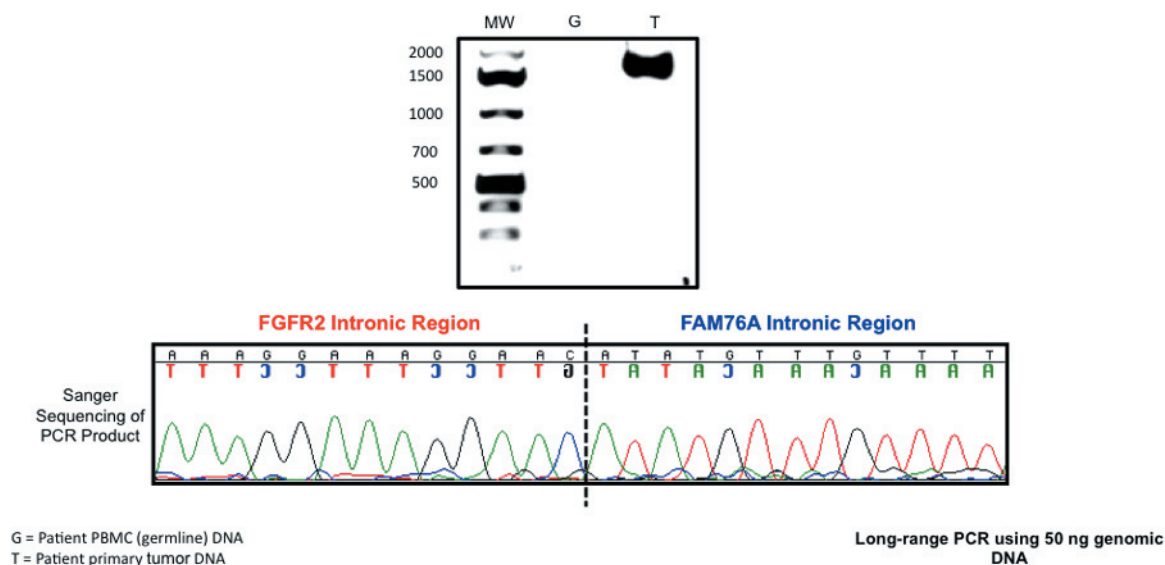 MW G T
2000
1500
1000
700
500
FGFR2 Intronic Region FAM76A Intronic Region
A A A G G A A A G G A A C A T A T G T T T G T T T T
T T T C C T T T C C T T G T A T A C A A A C A A A A
Sanger
Sequencing of
PCR Product
G = Patient PBMC (germline) DNA
T = Patient primary tumor DNA
Long-range PCR using 50 ng genomic
DNA